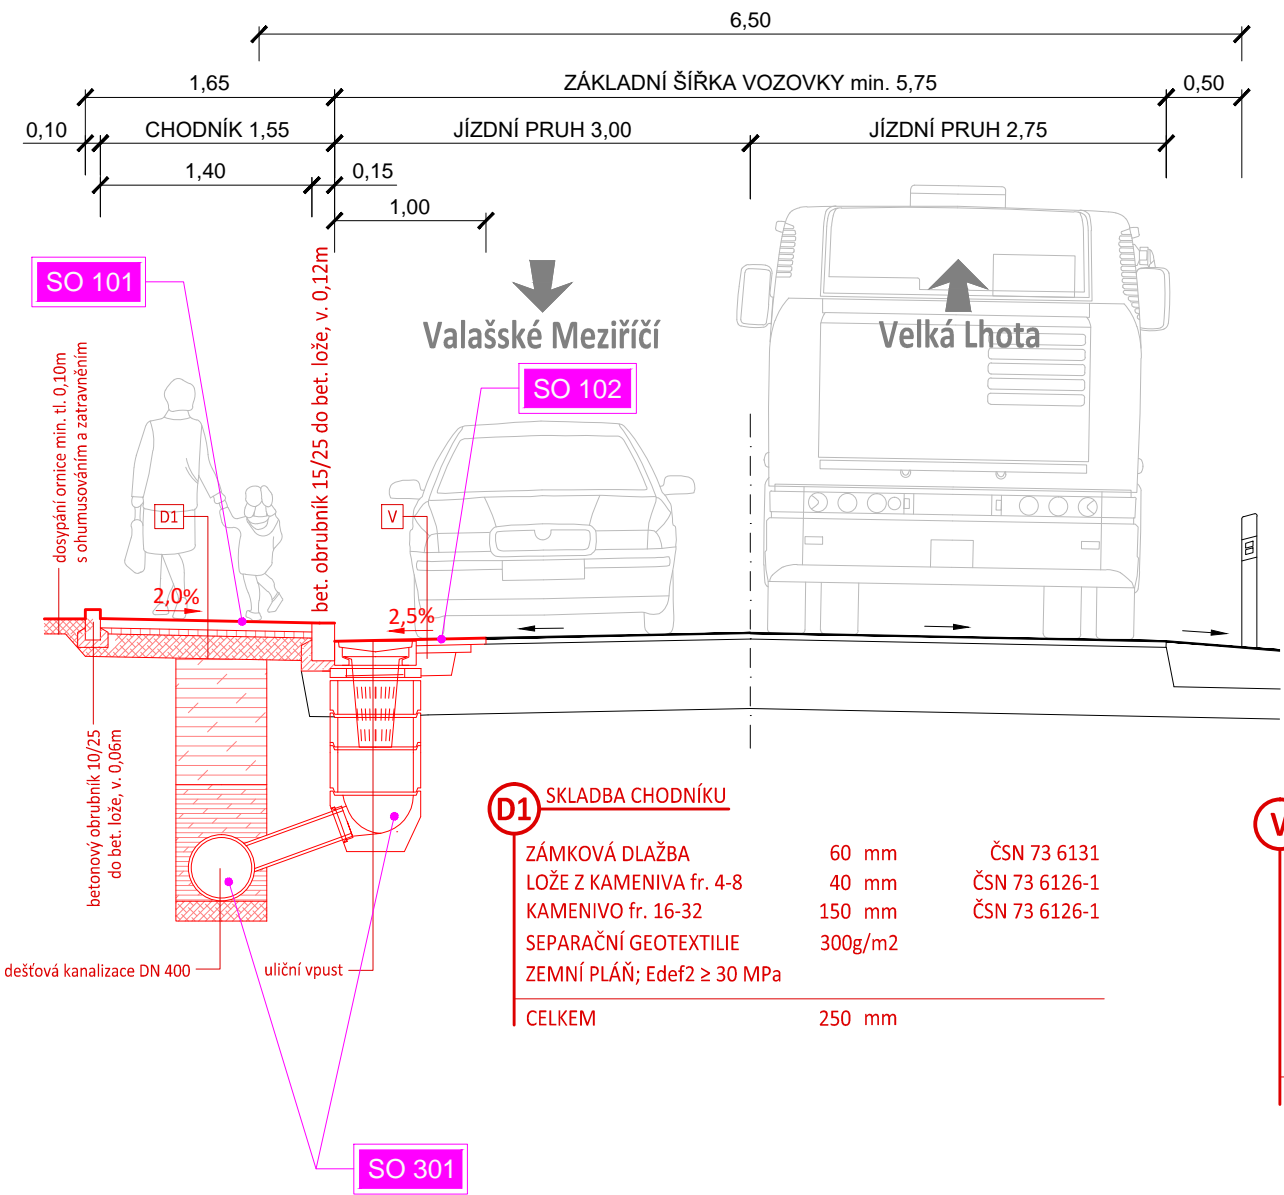 6,50
1,65
ZÁKLADNÍ ŠÍŘKA VOZOVKY min. 5,75
0,50
0,10
CHODNÍK 1,55
JÍZDNÍ PRUH 3,00
JÍZDNÍ PRUH 2,75
1,40
0,15
1,00
SO 101
Valašské Meziříčí
Velká Lhota
SO 102
dosypání ornice min. tl. 0,10m
s ohumusováním a zatravněním
bet. obrubník 15/25 do bet. lože, v. 0,12m
D1
V
2,0%
2,5%
betonový obrubník 10/25
do bet. lože, v. 0,06m
D1
SKLADBA CHODNÍKU
V
ZÁMKOVÁ DLAŽBA 60 mm ČSN 73 6131
LOŽE Z KAMENIVA fr. 4-8 40 mm ČSN 73 6126-1
KAMENIVO fr. 16-32 150 mm ČSN 73 6126-1
SEPARAČNÍ GEOTEXTILIE 300g/m2
ZEMNÍ PLÁŇ; Edef2 ≥ 30 MPa
CELKEM 250 mm
dešťová kanalizace DN 400
uliční vpust
SO 301